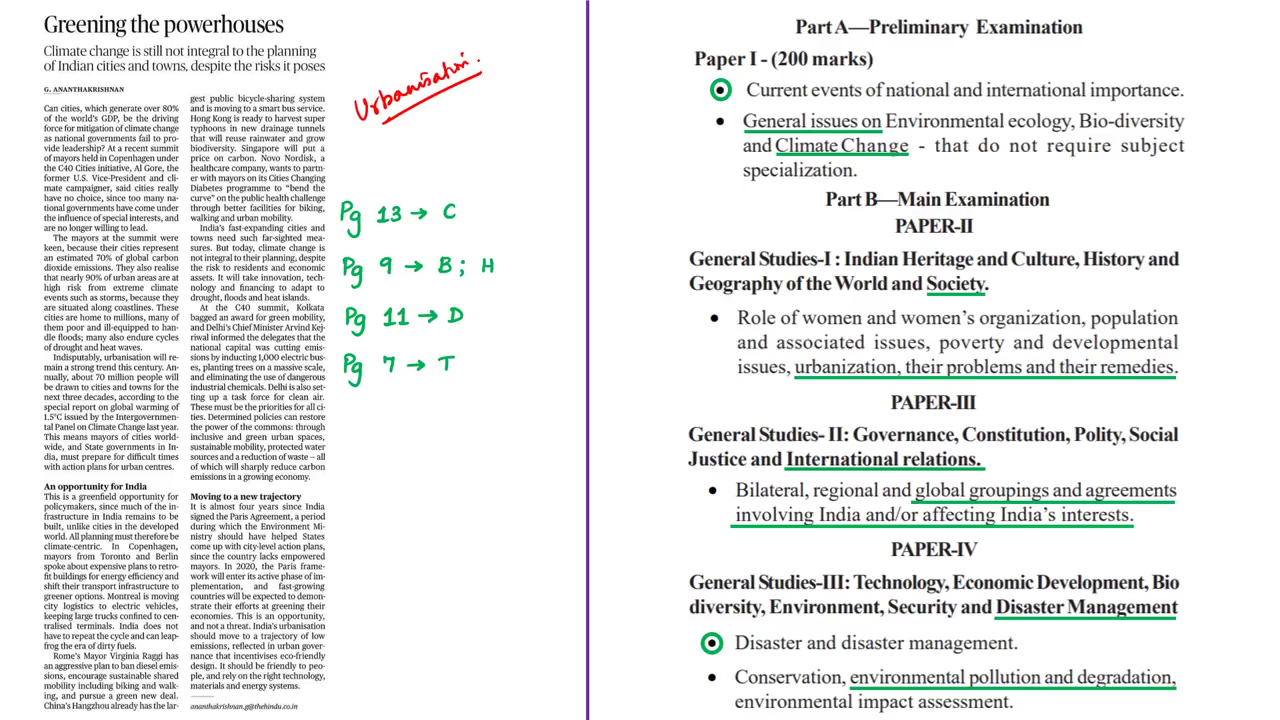 Greening the powerhouses
Climate change is still not integral to the planning
of Indian cities and towns, despite the risks it poses
G. ANANTHAKRISHNAN
Can cities, which generate over 80%
of the world's GDP, be the driving
force for mitigation of climate change
as national governments fail to pro-
vide leadership? At a recent summit
of mayors held in Copenhagen under
the C40 Cities initiative, Al Gore, the
former U.S. Vice-President and cli-
mate campaigner, said cities really
have no choice, since too many na-
tional governments have come under
the influence of special interests, and
are no longer willing to lead.
The mayors at the summit were
keen, because their cities represent
an estimated 70% of global carbon
dioxide emissions. They also realise
that nearly 90% of urban areas are at
high risk from extreme climate
events such as storms, because they
are situated along coastlines. These
cities are home to millions, many of
them poor and ill-equipped to han-
dle floods; many also endure cycles
of drought and heat waves.
Indisputably, urbanisation will re-
main a strong trend this century. An-
nually, about 70 million people will
be drawn to cities and towns for the
next three decades, according to the
special report on global warming of
1.5°C issued by the Intergovernmen-
tal Panel on Climate Change last year.
This means mayors of cities world-
wide, and State governments in In-
dia, must prepare for difficult times
with action plans for urban centres.
An opportunity for India
This is a greenfield opportunity for
policymakers, since much of the in-
frastructure in India remains to be
built, unlike cities in the developed
world. All planning must therefore be
climate-centric. In Copenhagen,
mayors from Toronto and Berlin
spoke about expensive plans to retro-
fit buildings for energy efficiency and
shift their transport infrastructure to
greener options. Montreal is moving
city logistics to electric vehicles,
keeping large trucks confined to cen-
tralised terminals. India does not
have to repeat the cycle and can leap-
frog the era of dirty fuels.
Rome's Mayor Virginia Raggi has
an aggressive plan to ban diesel emis-
sions, encourage sustainable shared
mobility including biking and walk-
ing, and pursue a green new deal.
China's Hangzhou already has the lar-
gest public bicycle-sharing system
and is moving to a smart bus service.
Hong Kong is ready to harvest super
typhoons in new drainage tunnels
that will reuse rainwater and grow
biodiversity. Singapore will put a
price on carbon. Novo Nordisk, a
healthcare company, wants to partn-
er with mayors on its Cities Changing
Diabetes programme to "bend the
curve" on the public health challenge
through better facilities for biking,
walking and urban mobility.
India's fast-expanding cities and
towns need such far-sighted mea-
sures. But today, climate change is
not integral to their planning, despite
the risk to residents and economic
assets. It will take innovation, tech-
nology and financing to adapt to
drought, floods and heat islands.
At the C40 summit, Kolkata
bagged an award for green mobility,
and Delhi's Chief Minister Arvind Kej-
riwal informed the delegates that the
national capital was cutting emis-
sions by inducting 1,000 electric bus-
es, planting trees on a massive scale,
and eliminating the use of dangerous
industrial chemicals. Delhi is also set-
ting up a task force for clean air.
These must be the priorities for all ci-
ties. Determined policies can restore
the power of the commons: through
inclusive and green urban spaces,
sustainable mobility, protected water
sources and a reduction of waste – all
of which will sharply reduce carbon
emissions in a growing economy.
Moving to a new trajectory
It is almost four years since India
signed the Paris Agreement, a period
during which the Environment Mi-
nistry should have helped States
come up with city-level action plans,
since the country lacks empowered
mayors. In 2020, the Paris frame-
work will enter its active phase of im-
plementation, and fast-growing
countries will be expected to demon-
strate their efforts at greening their
economies. This is an opportunity,
and not a threat. India's urbanisation
should move to a trajectory of low
emissions, reflected in urban gover-
nance that incentivises eco-friendly
design. It should be friendly to peo-
ple, and rely on the right technology,
materials and energy systems.
ananthakrishnan.g@thehindu.co.in
Urbanisation.
Pg 13 → C
Pg 9 → B; H
Pg 11 → D
Pg 7 → T
Part A—Preliminary Examination
Paper I - (200 marks)
Current events of national and international importance.
• General issues on Environmental ecology, Bio-diversity
and Climate Change - that do not require subject
specialization.
Part B—Main Examination
PAPER-II
General Studies-I : Indian Heritage and Culture, History and
Geography of the World and Society.
• Role of women and women's organization, population
and associated issues, poverty and developmental
issues, urbanization, their problems and their remedies.
PAPER-III
General Studies- II: Governance, Constitution, Polity, Social
Justice and International relations.
• Bilateral, regional and global groupings and agreements
involving India and/or affecting India's interests.
PAPER-IV
General Studies-III: Technology, Economic Development, Bio
diversity, Environment, Security and Disaster Management
Disaster and disaster management.
• Conservation, environmental pollution and degradation,
environmental impact assessment.